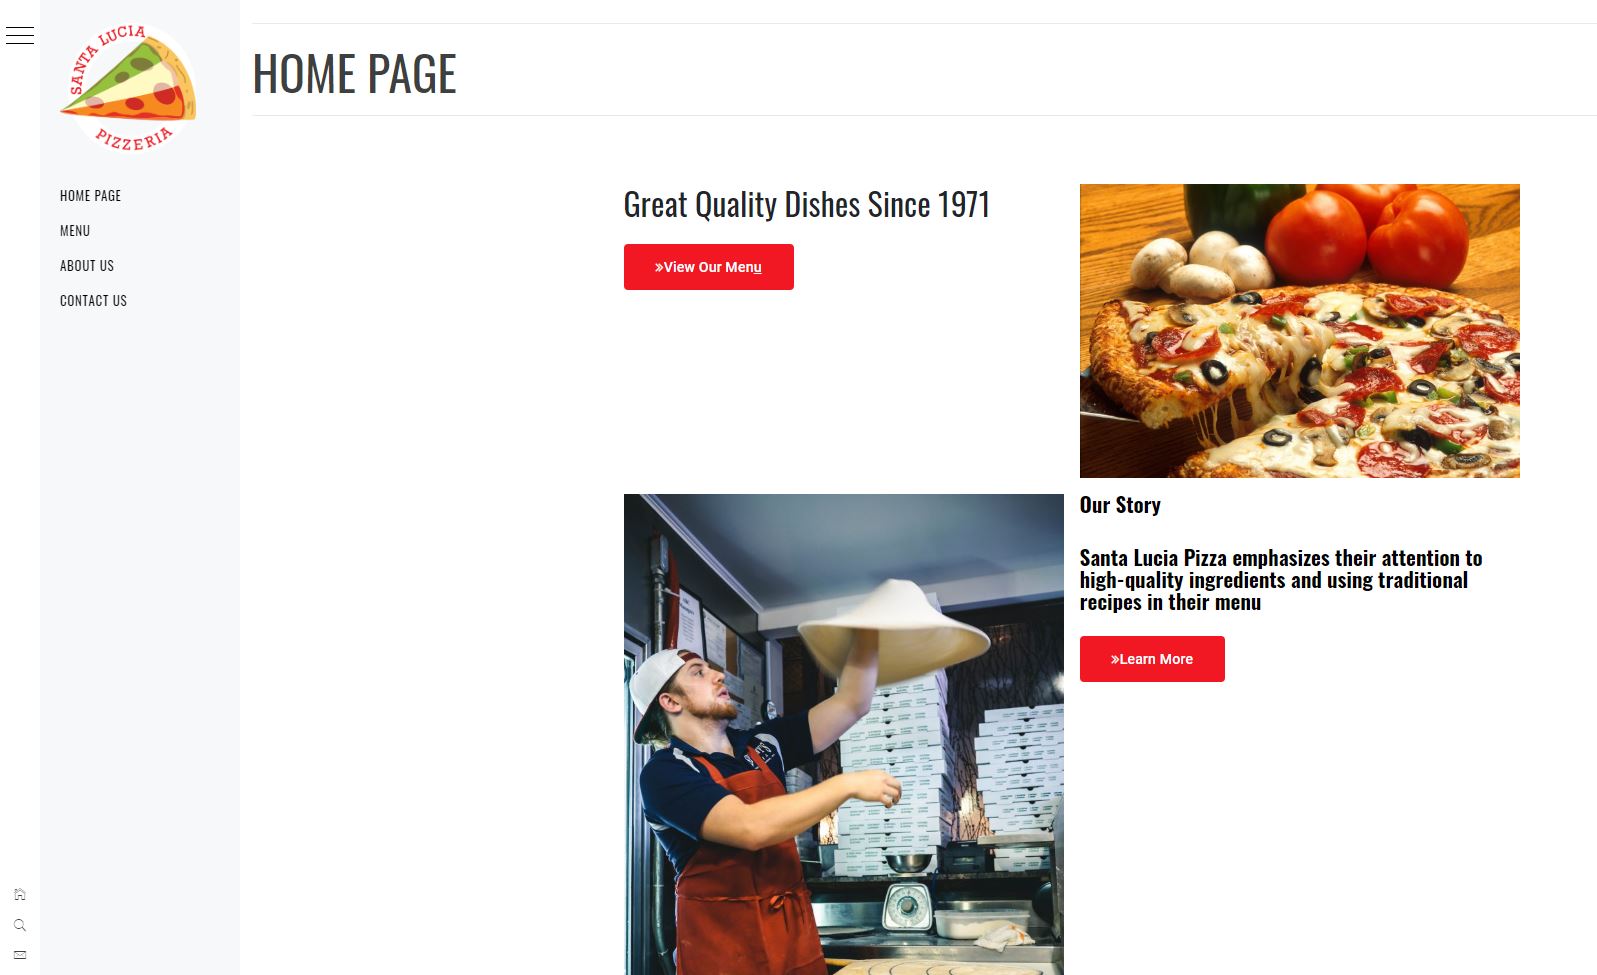 SANTA LUCIA
PIZZERIA
HOME PAGE
MENU
ABOUT US
CONTACT US
HOME PAGE
Great Quality Dishes Since 1971
»View Our Menu
Our Story
Santa Lucia Pizza emphasizes their attention to
high-quality ingredients and using traditional
recipes in their menu
»Learn More